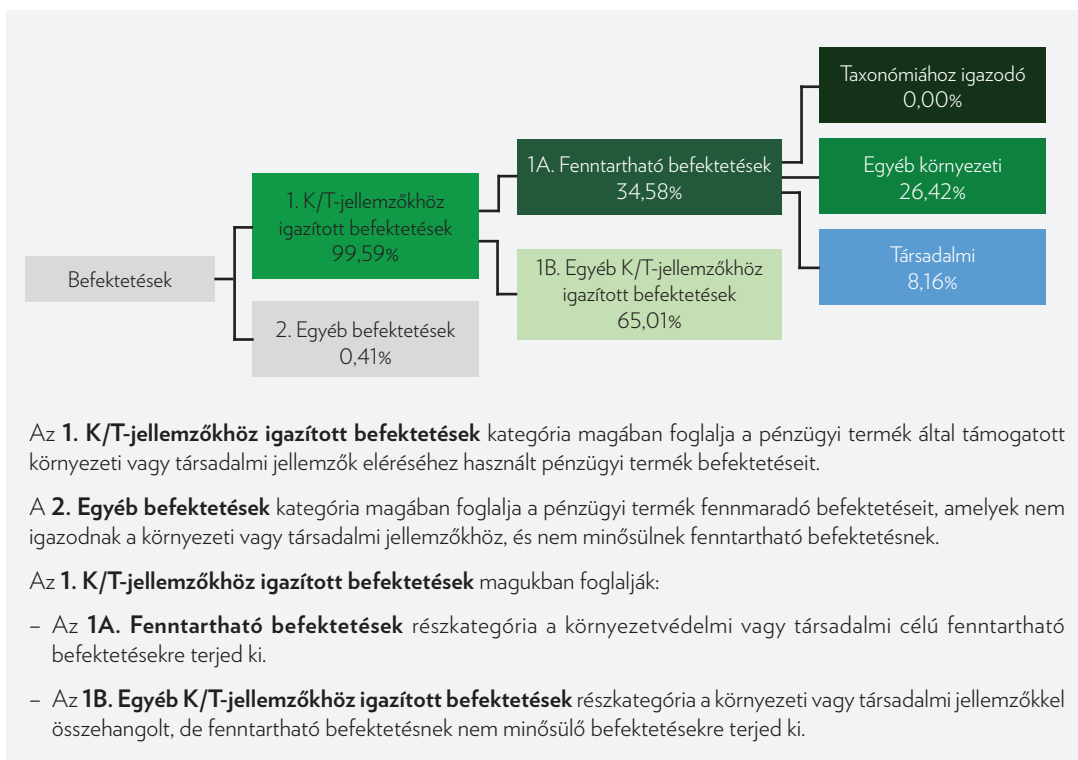 Befektetések
1. K/T-jellemzőkhöz
igazított befektetések
99,59%
2. Egyéb befektetések
0,41%
1A. Fenntartható befektetések
34,58%
1B. Egyéb K/T-jellemzőkhöz
igazított befektetések
65,01%
Taxonómiához igazodó
0,00%
Egyéb környezeti
26,42%
Társadalmi
8,16%
Az 1. K/T-jellemzőkhöz igazított befektetések kategória magában foglalja a pénzügyi termék által támogatott
környezeti vagy társadalmi jellemzők eléréséhez használt pénzügyi termék befektetéseit.
A 2. Egyéb befektetések kategória magában foglalja a pénzügyi termék fennmaradó befektetéseit, amelyek nem
igazodnak a környezeti vagy társadalmi jellemzőkhöz, és nem minősülnek fenntartható befektetésnek.
Az 1. K/T-jellemzőkhöz igazított befektetések magukban foglalják:
– Az 1A. Fenntartható befektetések részkategória a környezetvédelmi vagy társadalmi célú fenntartható
befektetésekre terjed ki.
– Az 1B. Egyéb K/T-jellemzőkhöz igazított befektetések részkategória a környezeti vagy társadalmi jellemzőkkel
összehangolt, de fenntartható befektetésnek nem minősülő befektetésekre terjed ki.